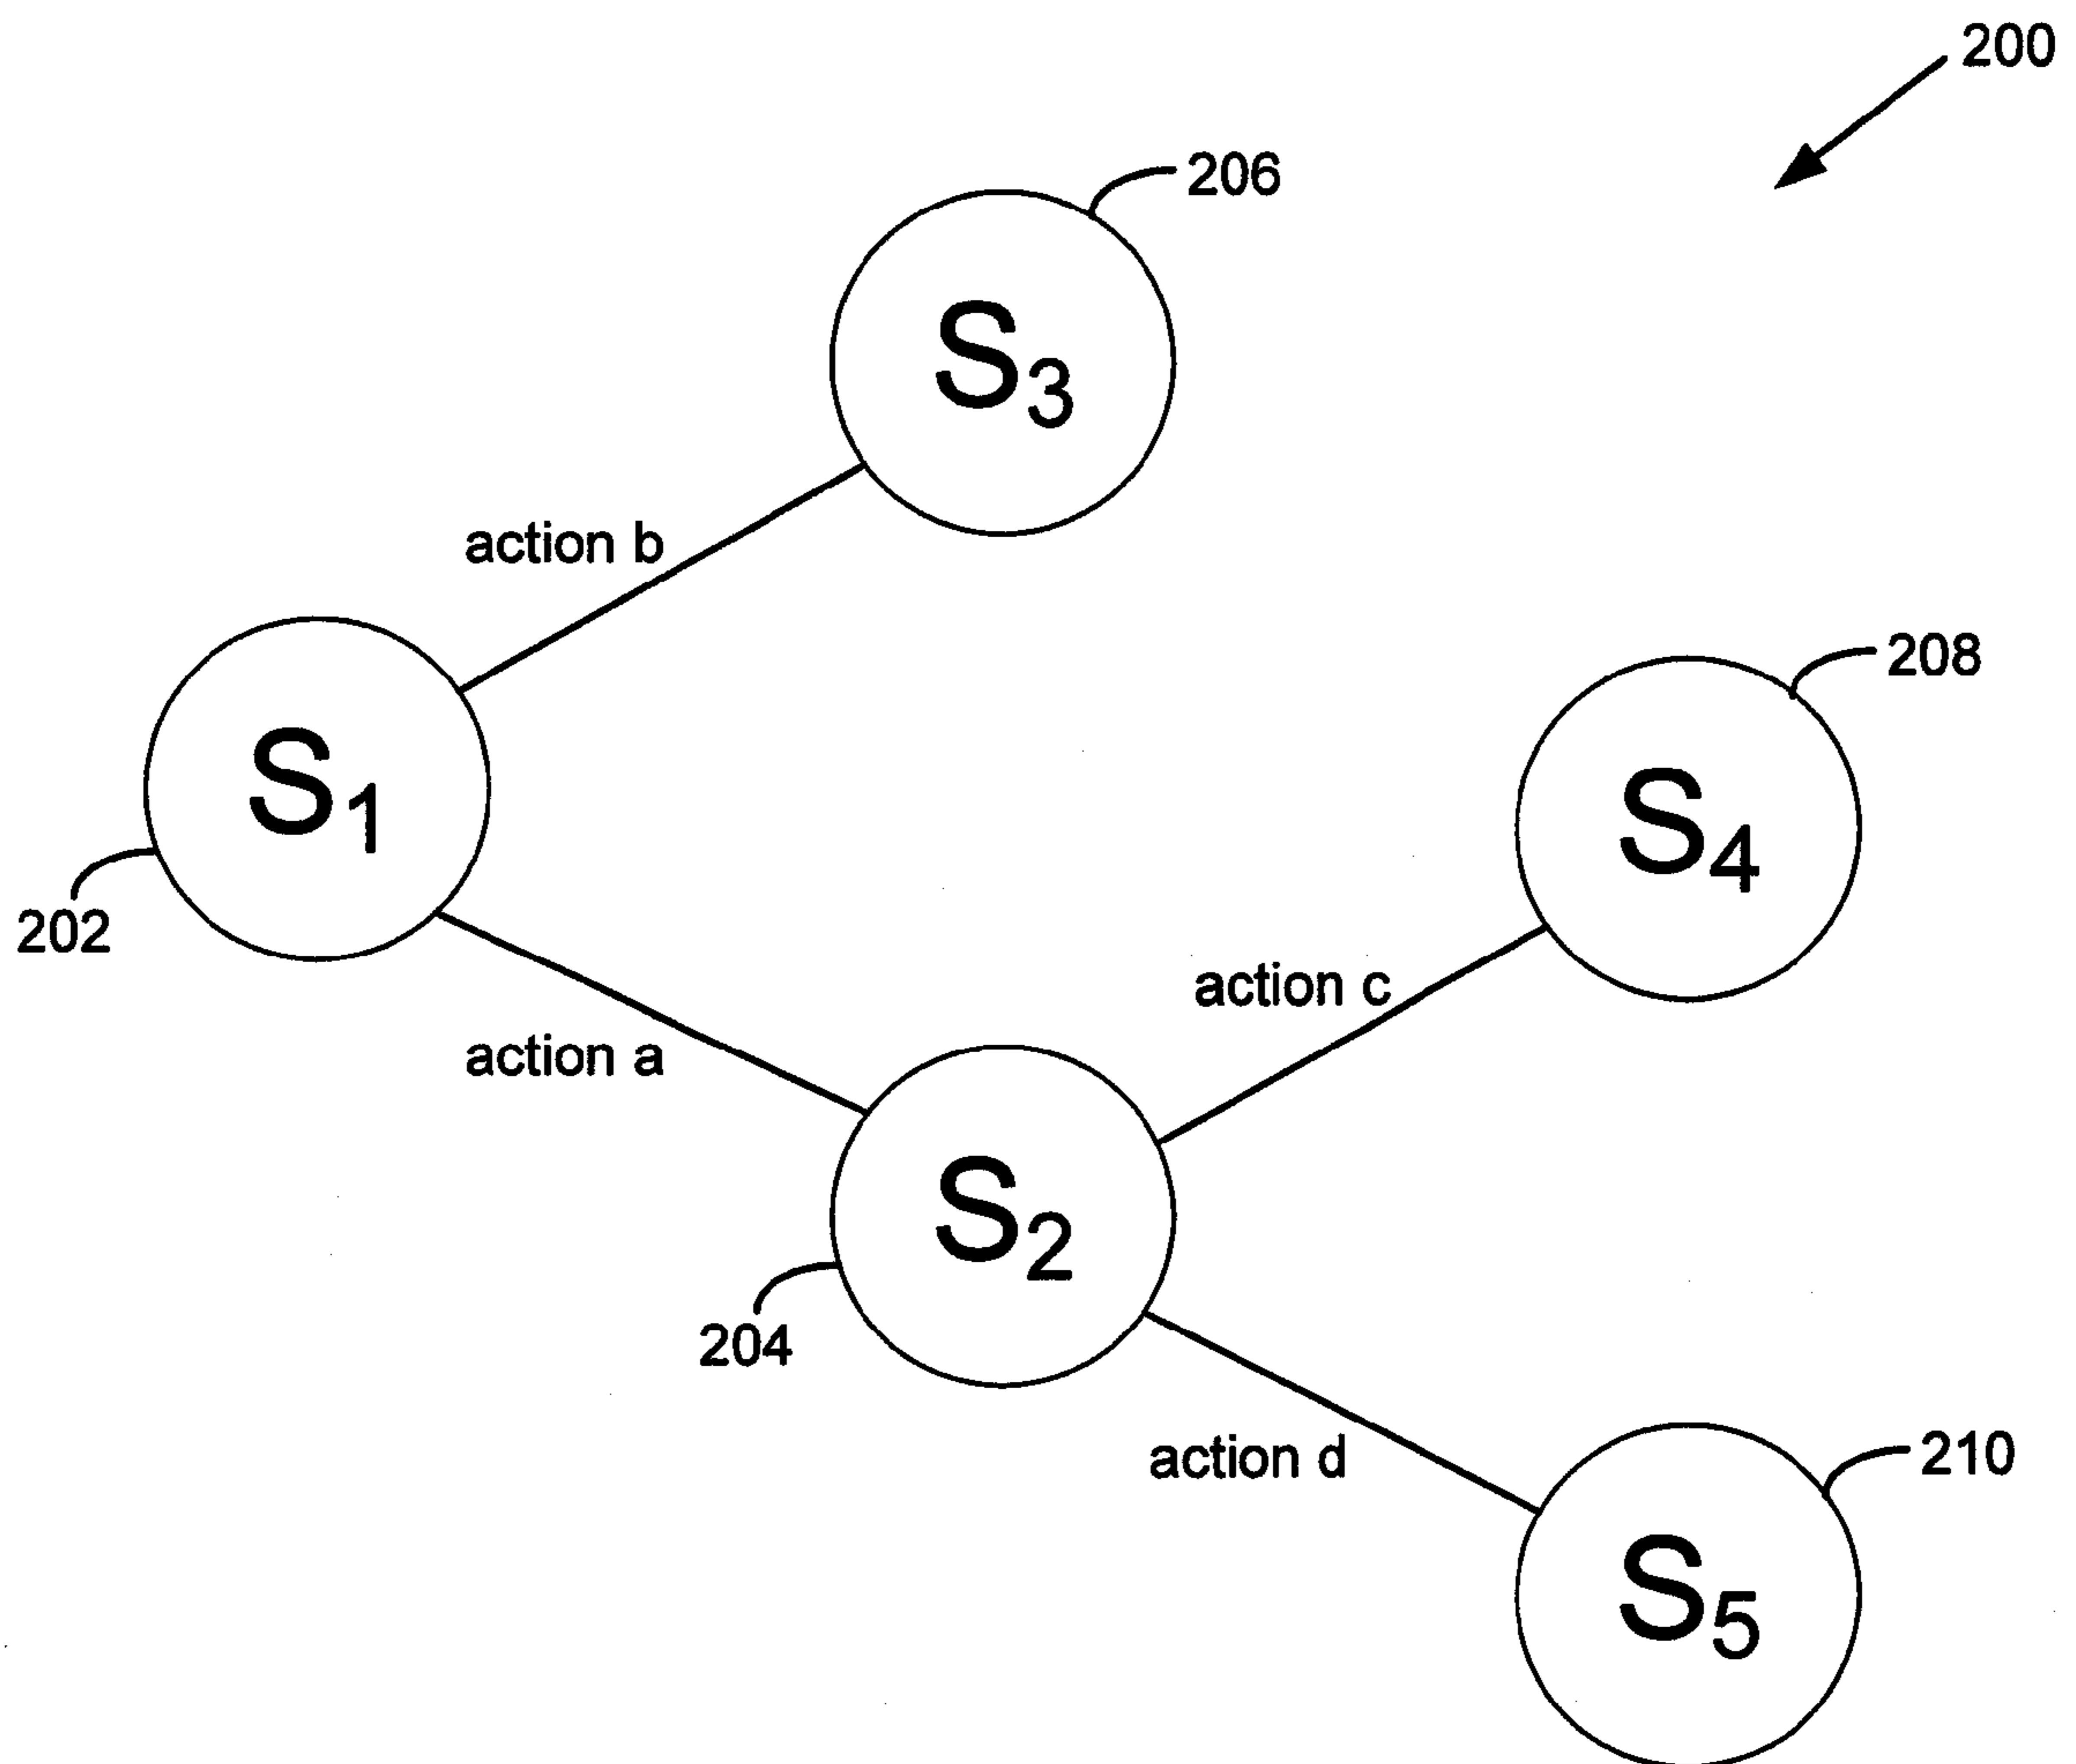 200
206
S3
action b
208
S1
S4
202
action c
action a
S2
204
210
action d
S5